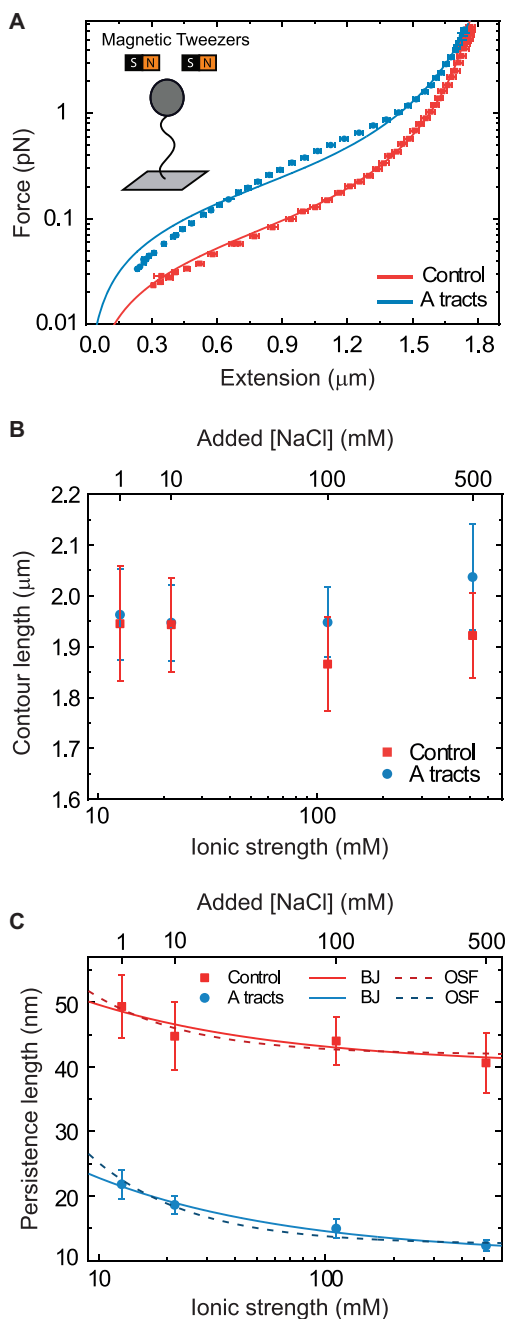 A
Magnetic Tweezers
S N S N
1
0.1
0.01
Force (pN)
Control
A tracts
0.0 0.3 0.6 0.9 1.2 1.5 1.8
Extension (μm)
B
Added [NaCl] (mM)
1 10 100 500
2.2
2.1
2.0
1.9
1.8
1.7
1.6
Contour length (μm)
Control
A tracts
10 100
Ionic strength (mM)
C
Added [NaCl] (mM)
1 10 100 500
Control BJ OSF
A tracts BJ OSF
50
40
30
20
10
Persistence length (nm)
10 100
Ionic strength (mM)